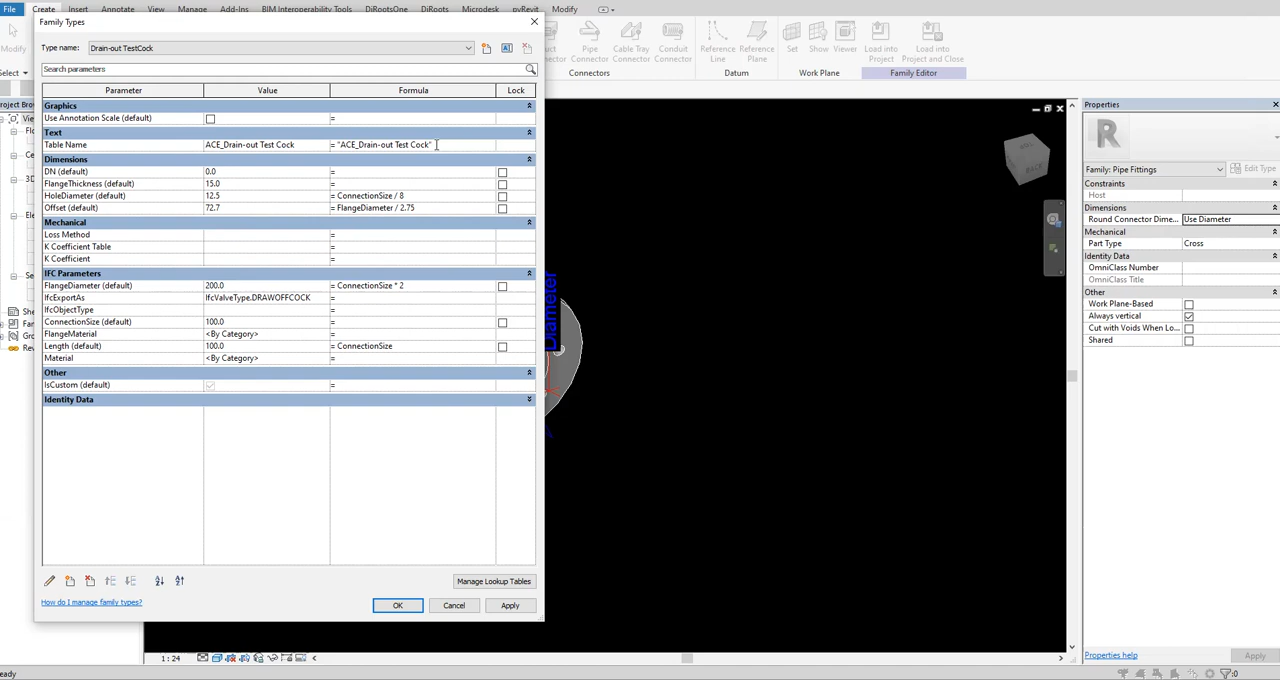 File Create Insert Annotate View Manage Add-Ins BIM Interoperability Tools DiRootsOne DiRoots Microdesk pyRevit Modify
Family Types
Type name: Drain-out TestCock
Search parameters
Parameter Value Formula Lock
Graphics
Use Annotation Scale (default) =
Text
Table Name ACE_Drain-out Test Cock = "ACE_Drain-out Test Cock"
Dimensions
DN (default) 0.0 =
FlangeThickness (default) 15.0 =
HoleDiameter (default) 12.5 = ConnectionSize / 8
Offset (default) 72.7 = FlangeDiameter / 2.75
Mechanical
Loss Method =
K Coefficient Table =
K Coefficient =
IFC Parameters
FlangeDiameter (default) 200.0 = ConnectionSize * 2
IfcExportAs IfcValveType.DRAWOFFCOCK =
IfcObjectType =
ConnectionSize (default) 100.0 =
FlangeMaterial <By Category> =
Length (default) 100.0 = ConnectionSize
Material <By Category> =
Other
IsCustom (default) =
Identity Data
Manage Lookup Tables
How do I manage family types?
OK Cancel Apply
Modify
Select
Pipe Connector
Cable Tray Connector
Conduit Connector
Reference Line
Reference Plane
Set Show Viewer
Load into Project
Load into Project and Close
Connectors Datum Work Plane Family Editor
Diameter
Properties
Family: Pipe Fittings Edit Type
Constraints
Host
Dimensions
Round Connector Dime... Use Diameter
Mechanical
Part Type Cross
Identity Data
OmniClass Number
OmniClass Title
Other
Work Plane-Based
Always vertical
Cut with Voids When Lo...
Shared
Properties help Apply
1 : 24
:0